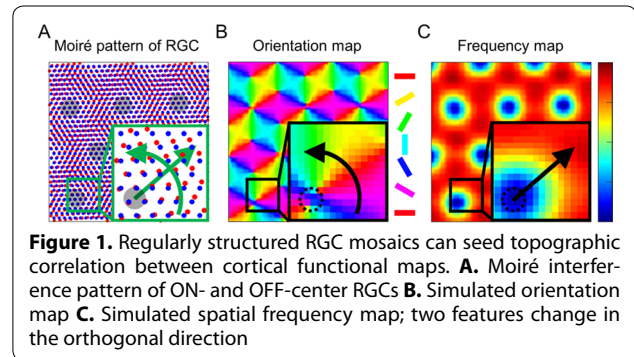 A
Moiré pattern of RGC
B
Orientation map
C
Frequency map
Figure 1. Regularly structured RGC mosaics can seed topographic
correlation between cortical functional maps. A. Moiré interfer-
ence pattern of ON- and OFF-center RGCs B. Simulated orientation
map C. Simulated spatial frequency map; two features change in
the orthogonal direction